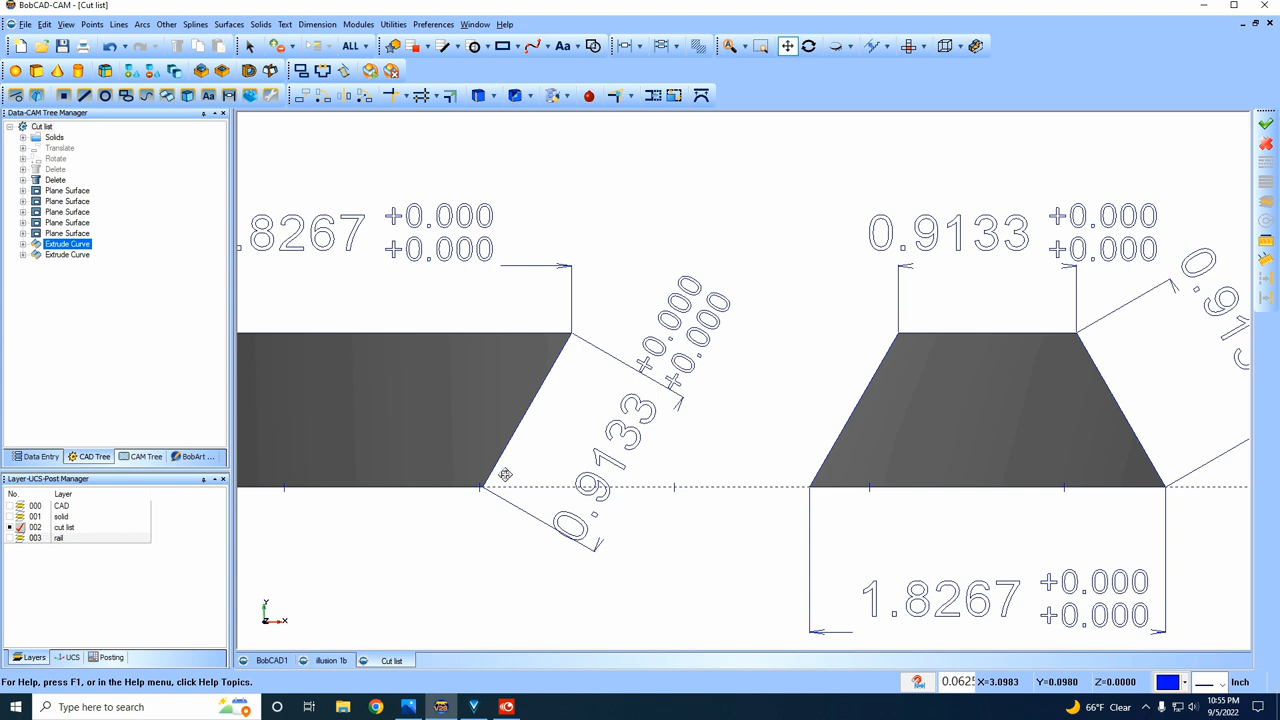 BobCAD-CAM - [Cut list]
File Edit View Points Lines Arcs Other Splines Surfaces Solids Text Dimension Modules Utilities Preferences Window Help
ALL Aa
Aa
Data-CAM Tree Manager
Cut list
Solids
Translate
Rotate
Delete
Delete
Plane Surface
Plane Surface
Plane Surface
Plane Surface
Plane Surface
Extrude Curve
Extrude Curve
Data Entry CAD Tree CAM Tree BobArt ...
Layer-UCS-Post Manager
No. Layer
000 CAD
001 solid
002 cut list
003 rail
Layers UCS Posting
.8267 +0.000
+0.000
0.9133 +0.000
+0.000
0.9133 +0.000
+0.000
1.8267 +0.000
+0.000
Y
X
BobCAD1 illusion 1b Cut list
For Help, press F1, or in the Help menu, click Help Topics.
X=3.0983 Y=0.0980 Z=0.0000 Inch
Type here to search
V28
66°F Clear
10:55 PM
9/5/2022